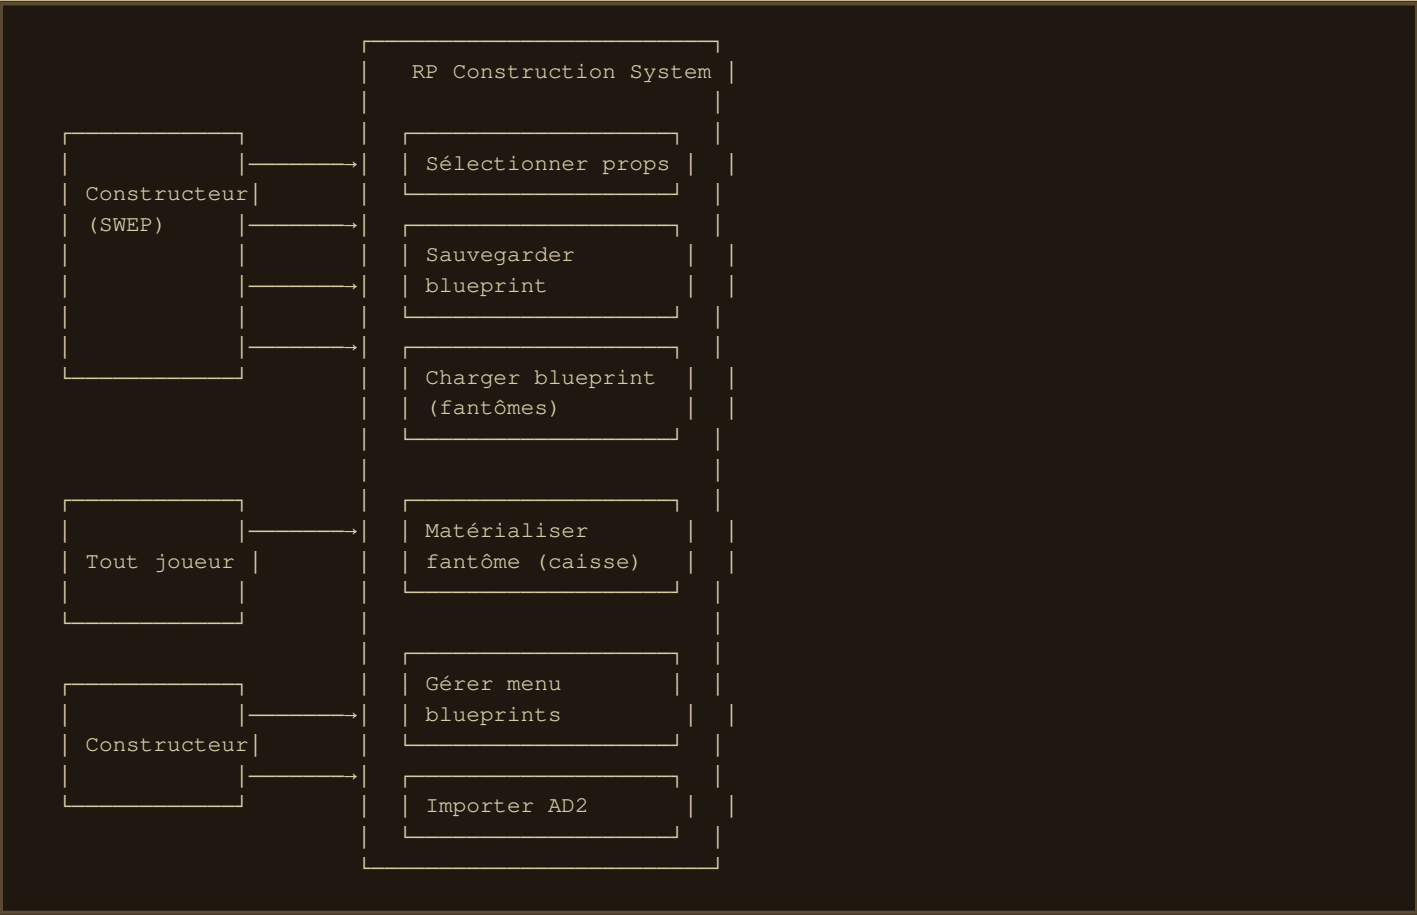 RP Construction System
Sélectionner props
Constructeur
(SWEP)
Sauvegarder
blueprint
Charger blueprint
(fantômes)
Matérialiser
Tout joueur
fantôme (caisse)
Gérer menu
blueprints
Constructeur
Importer AD2